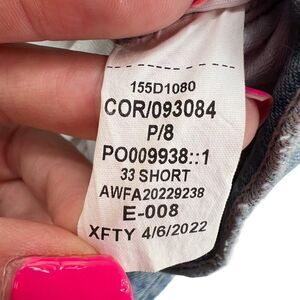 155D1080
COR/093084
P/8
PO009938::1
33 SHORT
AWFA20229238
E-008
XFTY 4/6/2022